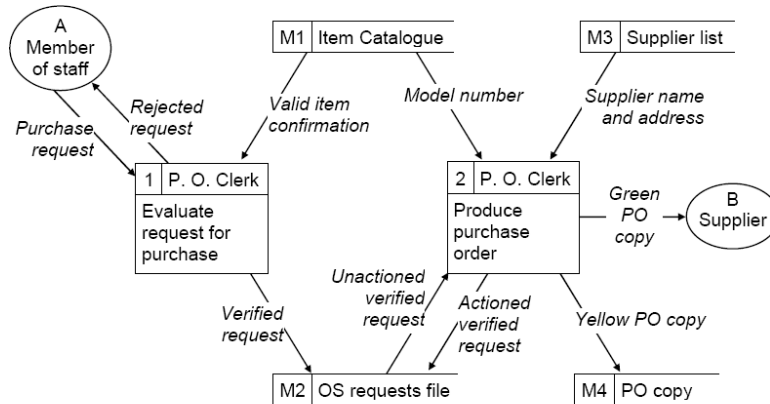 A
Member
of staff
M1 Item Catalogue
M3 Supplier list
Purchase
request
Rejected
request
Valid item
confirmation
Model number
Supplier name
and address
1 P. O. Clerk
Evaluate
request for
purchase
2 P. O. Clerk
Produce
purchase
order
Green
PO
copy
B
Supplier
Verified
request
Unactioned
verified
request
Actioned
verified
request
Yellow PO copy
M2 OS requests file
M4 PO copy